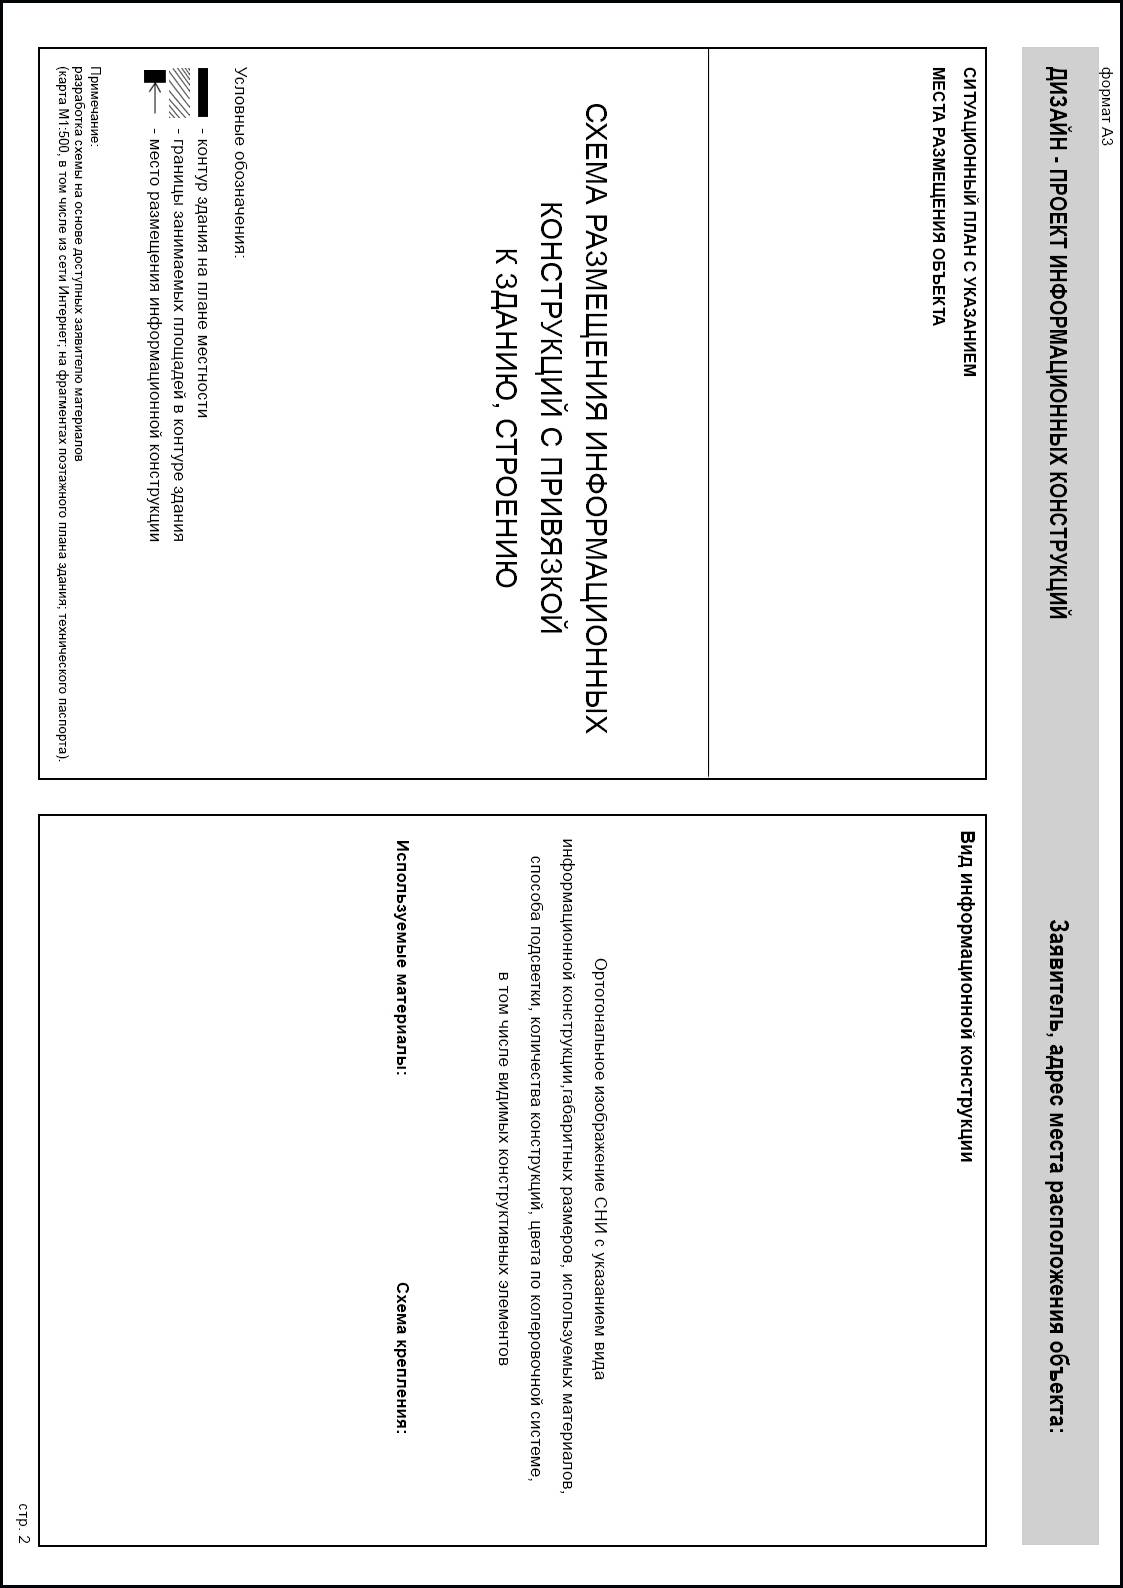 формат А3
ДИЗАЙН - ПРОЕКТ ИНФОРМАЦИОННЫХ КОНСТРУКЦИЙ
Заявитель, адрес места расположения объекта:
СИТУАЦИОННЫЙ ПЛАН С УКАЗАНИЕМ
МЕСТА РАЗМЕЩЕНИЯ ОБЪЕКТА
СХЕМА РАЗМЕЩЕНИЯ ИНФОРМАЦИОННЫХ
КОНСТРУКЦИЙ С ПРИВЯЗКОЙ
К ЗДАНИЮ, СТРОЕНИЮ
Условные обозначения:
- контур здания на плане местности
- границы занимаемых площадей в контуре здания
- место размещения информационной конструкции
Примечание:
разработка схемы на основе доступных заявителю материалов
(карта М1:500, в том числе из сети Интернет; на фрагментах поэтажного плана здания; технического паспорта).
Вид информационной конструкции
Ортогональное изображение СНИ с указанием вида
информационной конструкции,габаритных размеров, используемых материалов,
способа подсветки, количества конструкций, цвета по колеровочной системе,
в том числе видимых конструктивных элементов
Используемые материалы:
Схема крепления:
стр. 2